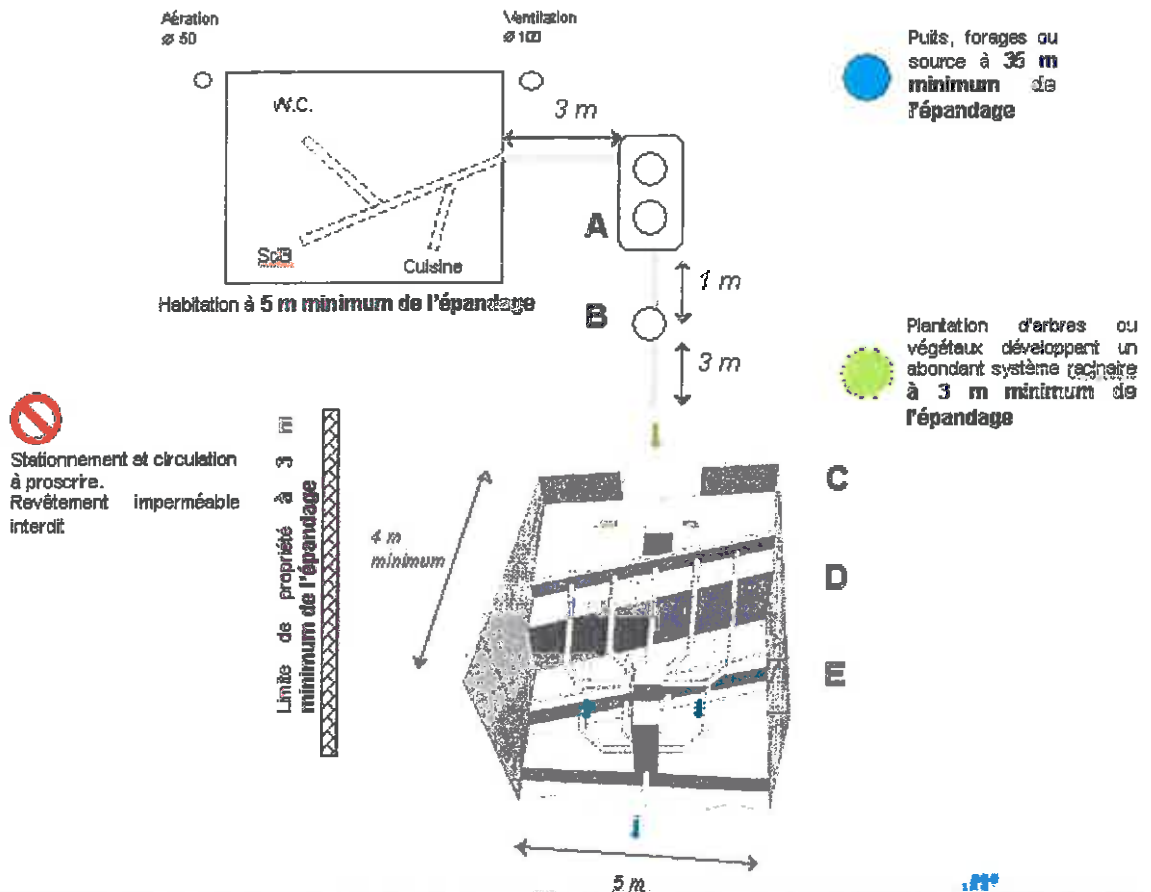 Aération
ø 50
Ventilation
ø 100
Puits, forages ou
source à 35 m
minimum de
l'épandage
W.C.
3 m
A
SdB
Cuisine
1 m
Habitation à 5 m minimum de l'épandage
B
3 m
Plantation d'arbres ou
végétaux développant un
abondant système racinaire
à 3 m minimum de
l'épandage
Stationnement et circulation
à proscrire.
Revêtement imperméable
interdit
Limite de propriété à 3 m
minimum de l'épandage
4 m
minimum
C
D
E
5 m